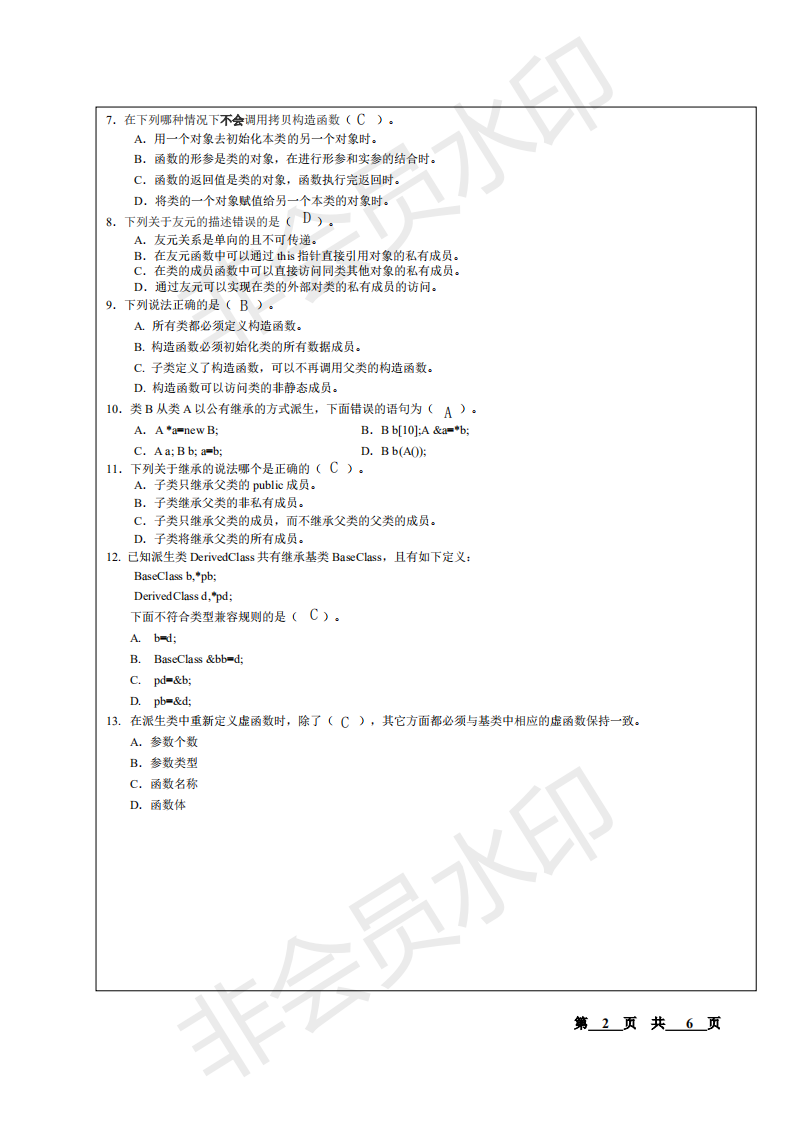 7．在下列哪种情况下不会调用拷贝构造函数（ C ）。
A．用一个对象去初始化本类的另一个对象时。
B．函数的形参是类的对象，在进行形参和实参的结合时。
C．函数的返回值是类的对象，函数执行完返回时。
D．将类的一个对象赋值给另一个本类的对象时。
8．下列关于友元的描述错误的是（ D ）。
A．友元关系是单向的且不可传递。
B．在友元函数中可以通过 this 指针直接引用对象的私有成员。
C．在类的成员函数中可以直接访问同类其他对象的私有成员。
D．通过友元可以实现在类的外部对类的私有成员的访问。
9．下列说法正确的是（ B ）。
A. 所有类都必须定义构造函数。
B. 构造函数必须初始化类的所有数据成员。
C. 子类定义了构造函数，可以不再调用父类的构造函数。
D. 构造函数可以访问类的非静态成员。
10．类 B 从类 A 以公有继承的方式派生，下面错误的语句为（ A ）。
A．A *a=new B; B．B b[10];A &a=*b;
C．A a; B b; a=b; D．B b(A());
11．下列关于继承的说法哪个是正确的（ C ）。
A．子类只继承父类的 public 成员。
B．子类继承父类的非私有成员。
C．子类只继承父类的成员，而不继承父类的父类的成员。
D．子类将继承父类的所有成员。
12. 已知派生类 DerivedClass 共有继承基类 BaseClass，且有如下定义：
BaseClass b,*pb;
DerivedClass d,*pd;
下面不符合类型兼容规则的是（ C ）。
A. b=d;
B. BaseClass &bb=d;
C. pd=&b;
D. pb=&d;
13. 在派生类中重新定义虚函数时，除了（ C ），其它方面都必须与基类中相应的虚函数保持一致。
A．参数个数
B．参数类型
C．函数名称
D．函数体
第 2 页 共 6 页
非会员水印
非会员水印